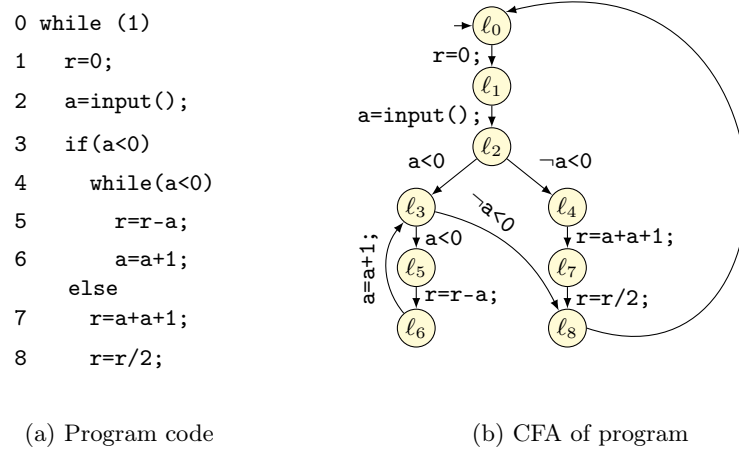 0 while (1)
1 r=0;
2 a=input();
3 if(a<0)
4 while(a<0)
5 r=r-a;
6 a=a+1;
else
7 r=a+a+1;
8 r=r/2;
(a) Program code
ℓ0
r=0;
ℓ1
a=input();
ℓ2
a<0
¬a<0
ℓ3
¬a<0
ℓ4
a=a+1;
a<0
r=a+a+1;
ℓ5
ℓ7
r=r-a;
r=r/2;
ℓ6
ℓ8
(b) CFA of program